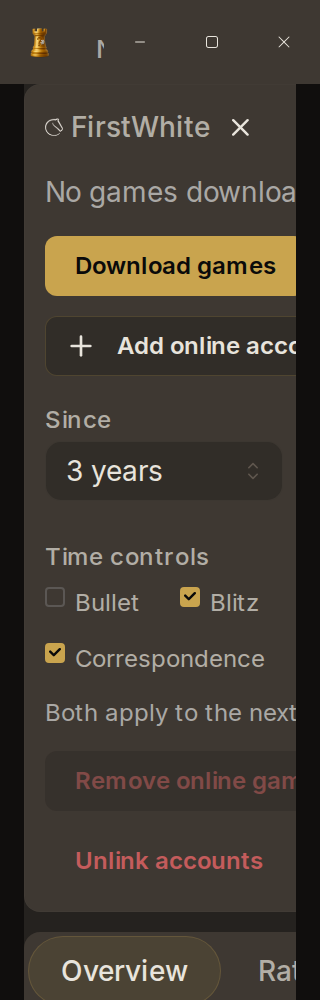 FirstWhite
No games downloa
Download games
Add online acco
Since
3 years
Time controls
Bullet Blitz
Correspondence
Both apply to the next
Remove online gam
Unlink accounts
Overview Rat